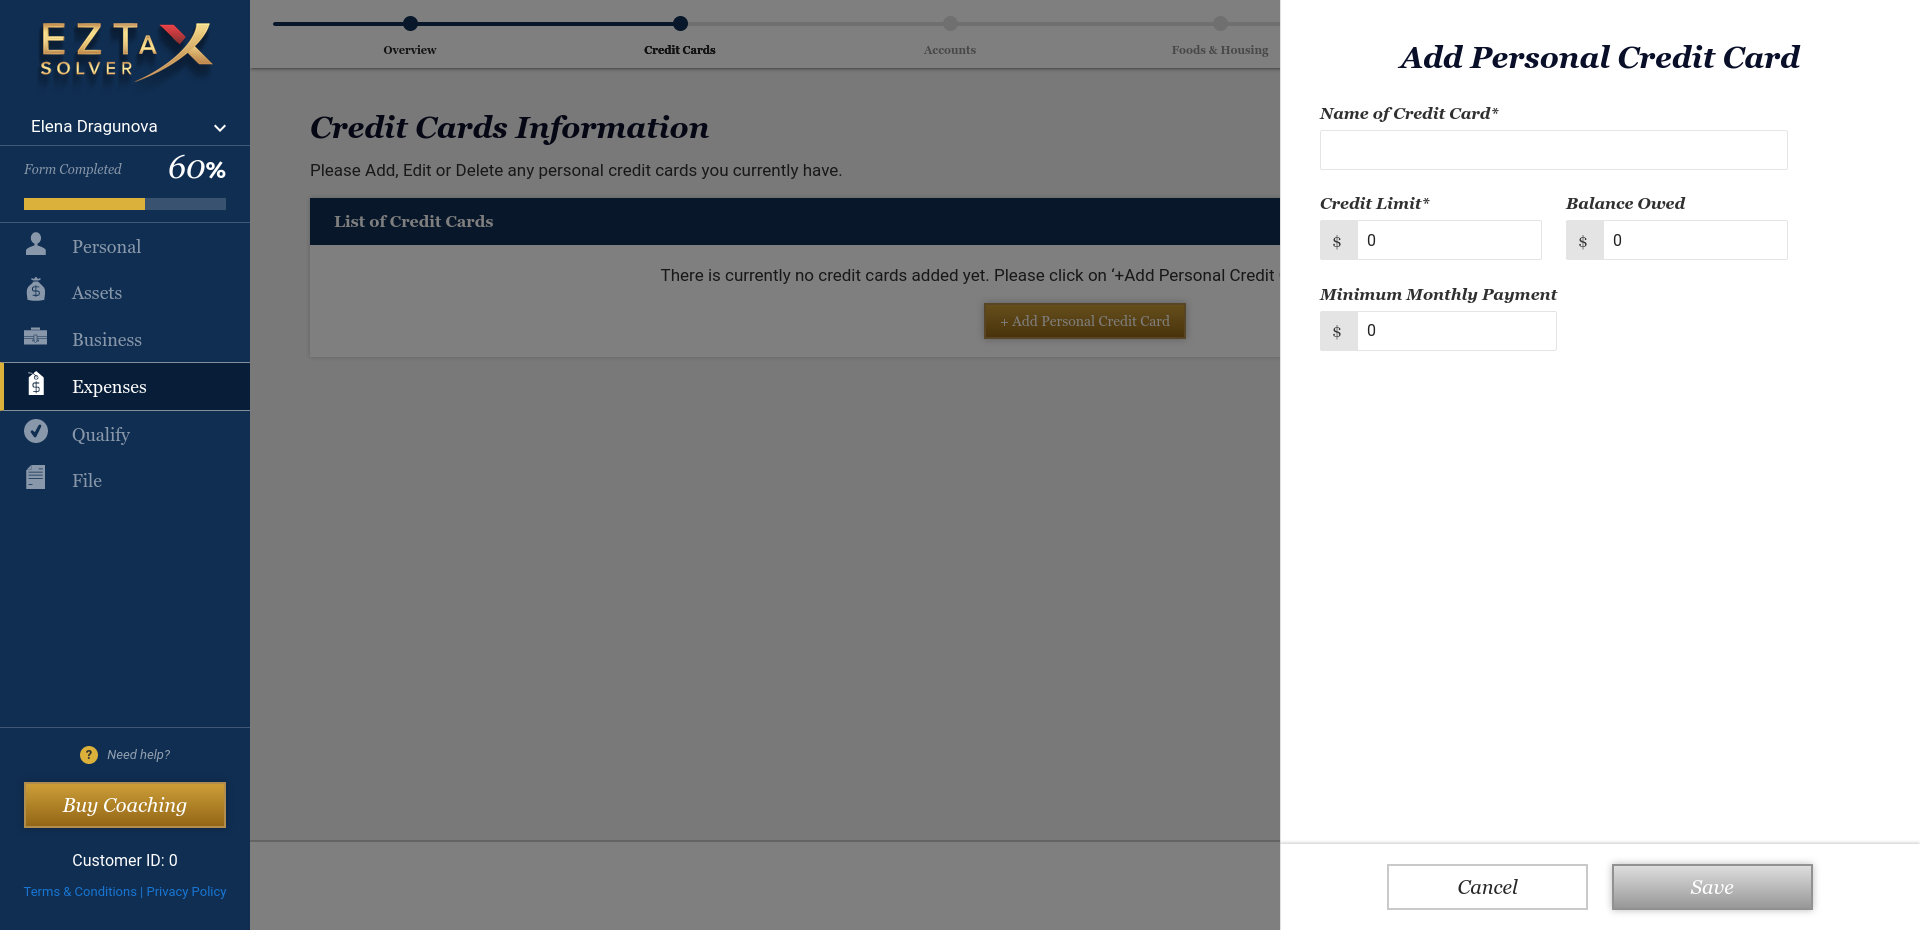 EZTAX
SOLVER
Elena Dragunova
Form Completed 60%
Personal
Assets
Business
Expenses
Qualify
File
? Need help?
Buy Coaching
Customer ID: 0
Terms & Conditions | Privacy Policy
Overview Credit Cards Accounts Foods & Housing
Credit Cards Information
Please Add, Edit or Delete any personal credit cards you currently have.
List of Credit Cards
There is currently no credit cards added yet. Please click on ‘+Add Personal Credit
+ Add Personal Credit Card
Add Personal Credit Card
Name of Credit Card*
Credit Limit* Balance Owed
$ 0 $ 0
Minimum Monthly Payment
$ 0
Cancel Save